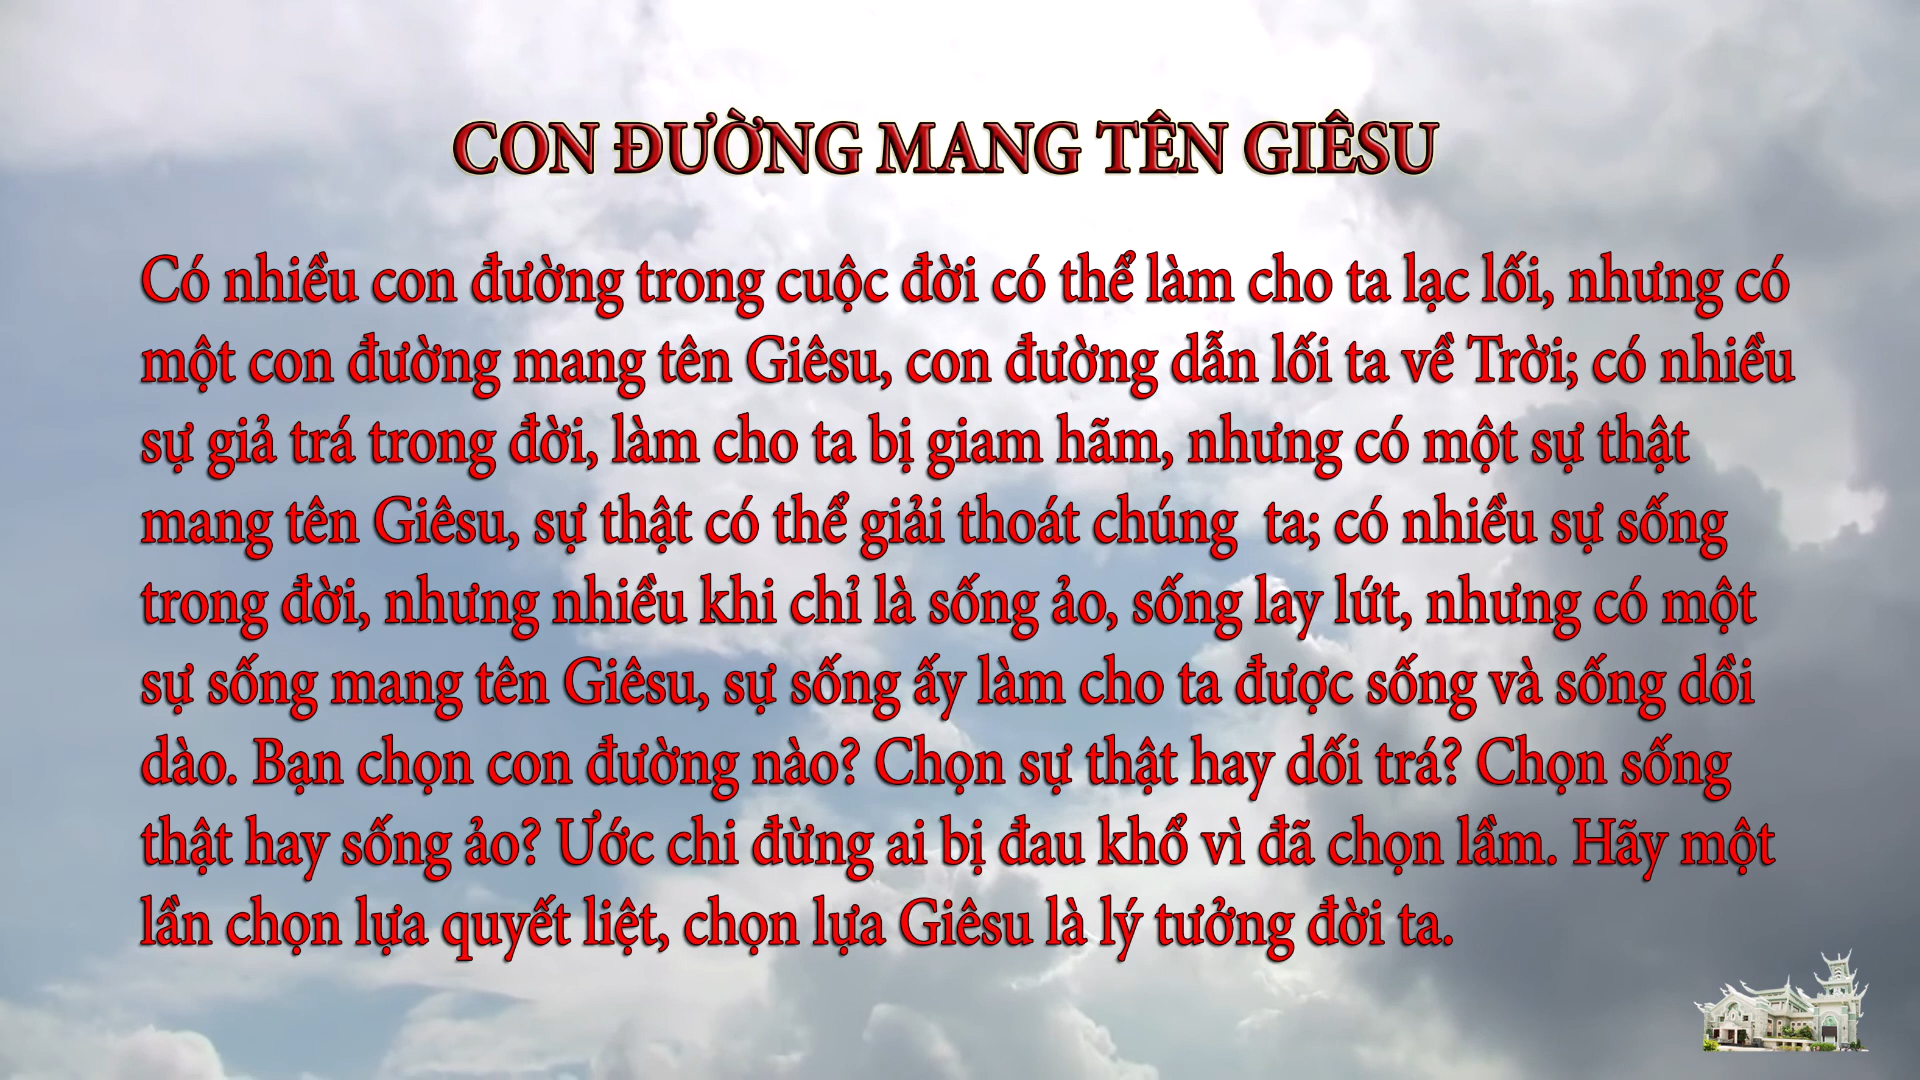 CON ĐƯỜNG MANG TÊN GIÊSU
Có nhiều con đường trong cuộc đời có thể làm cho ta lạc lối, nhưng có
một con đường mang tên Giêsu, con đường dẫn lối ta về Trời; có nhiều
sự giả trá trong đời, làm cho ta bị giam hãm, nhưng có một sự thật
mang tên Giêsu, sự thật có thể giải thoát chúng  ta; có nhiều sự sống
trong đời, nhưng nhiều khi chỉ là sống ảo, sống lay lứt, nhưng có một
sự sống mang tên Giêsu, sự sống ấy làm cho ta được sống và sống dồi
dào. Bạn chọn con đường nào? Chọn sự thật hay dối trá? Chọn sống
thật hay sống ảo? Ước chi đừng ai bị đau khổ vì đã chọn lầm. Hãy một
lần chọn lựa quyết liệt, chọn lựa Giêsu là lý tưởng đời ta.